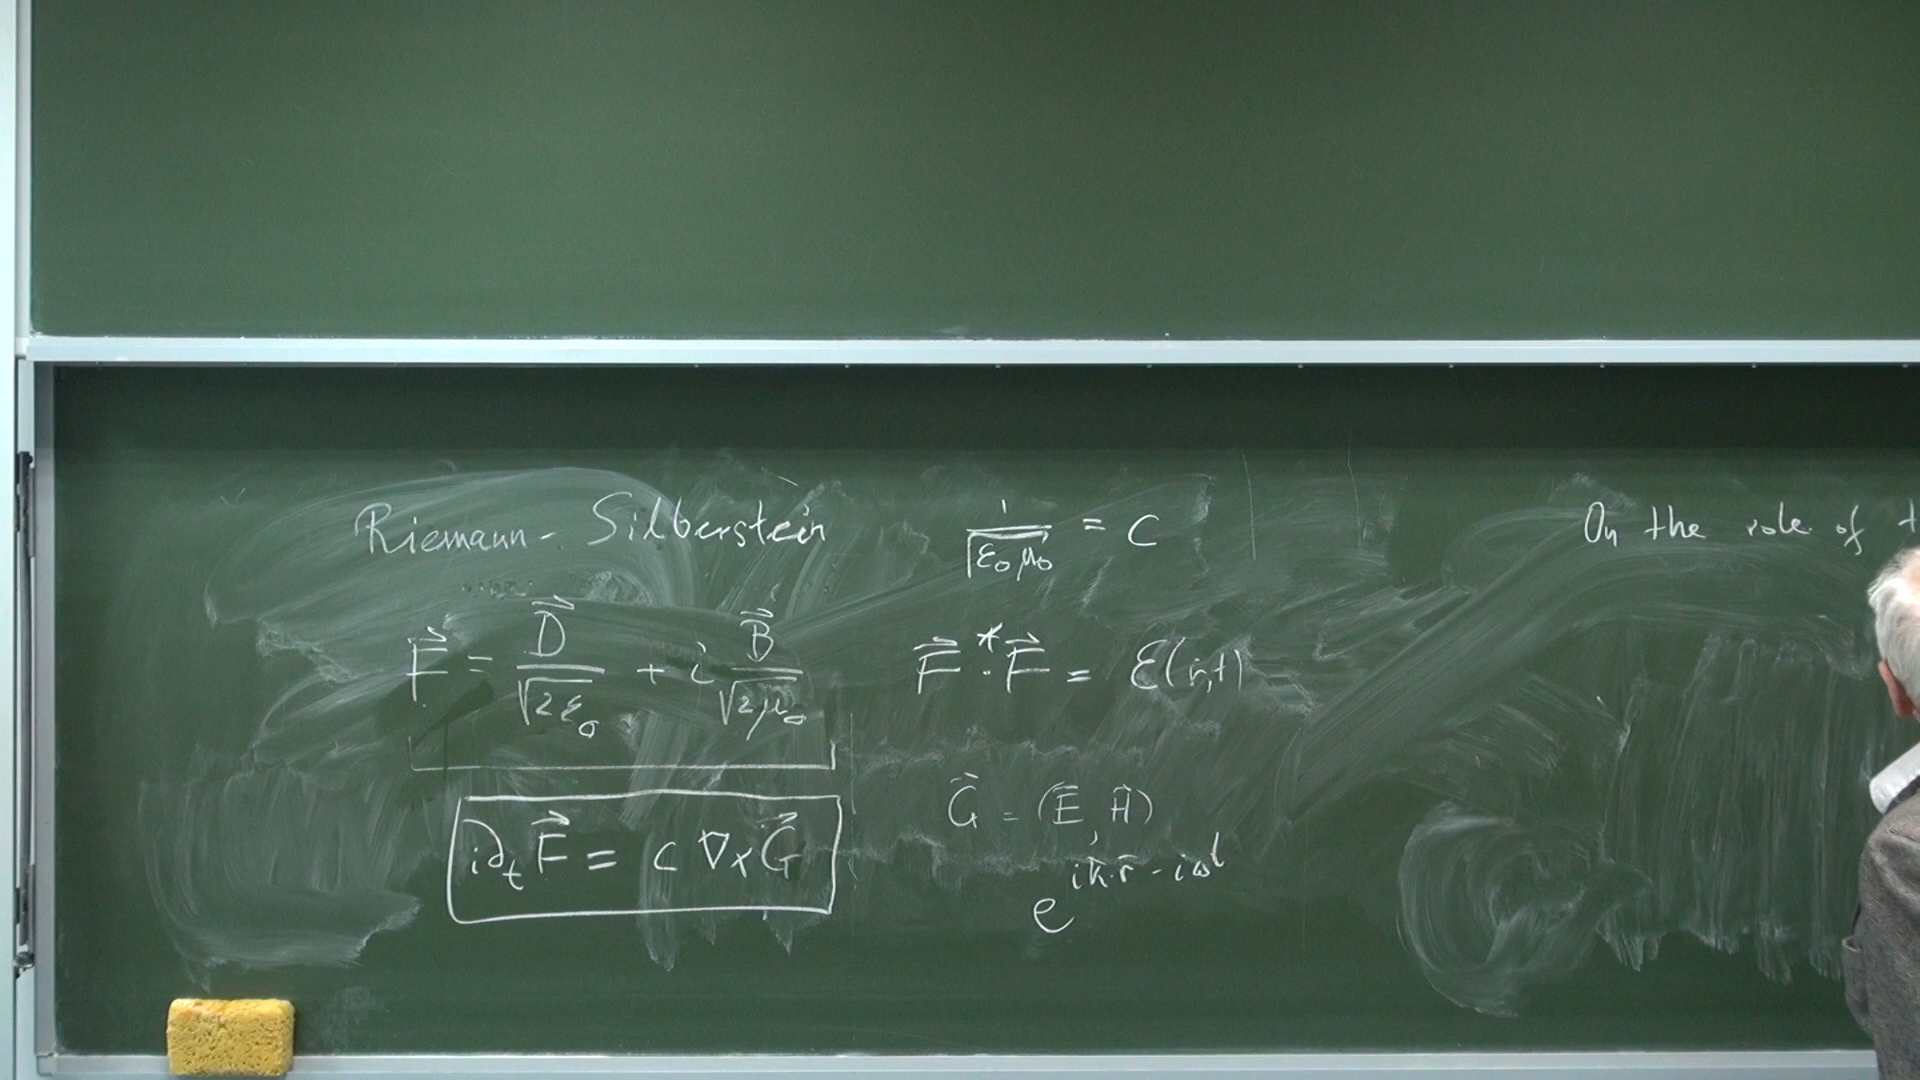 Riemann - Silberstein
F⃗ = D⃗/√(2ε₀) + i B⃗/√(2μ₀)
i∂ₜF⃗ = c ∇×G⃗
1/√(ε₀μ₀) = c
F⃗*·F⃗ = ℰ(r,t)
G⃗ = (E⃗, H⃗)
e^{ik⃗·r⃗ - iωt}
On the role of